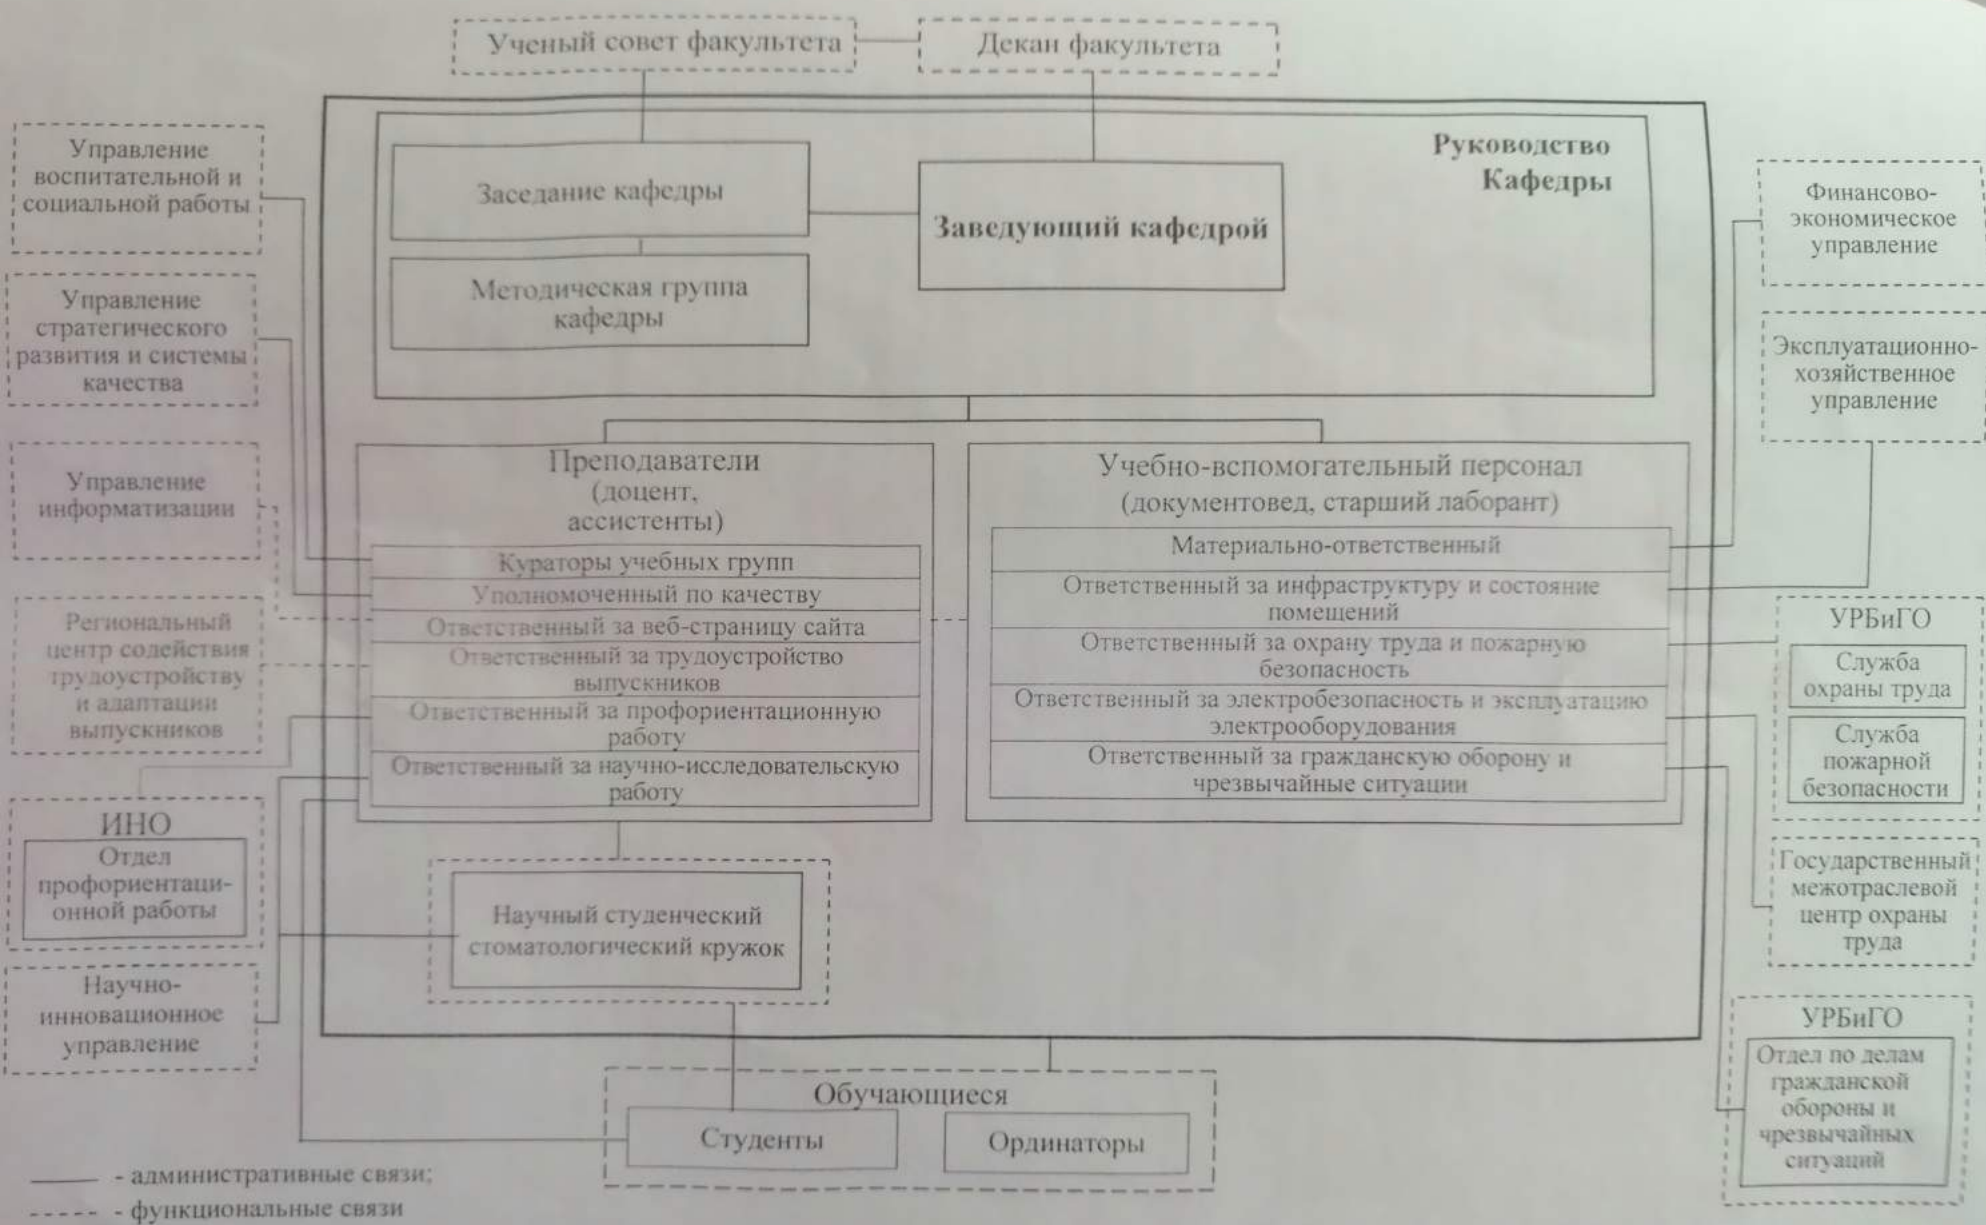 Ученый совет факультета
Декан факультета
Руководство
Кафедры
Заседание кафедры
Заведующий кафедрой
Методическая группа
кафедры
Управление
воспитательной и
социальной работы
Управление
стратегического
развития и системы
качества
Управление
информатизации
Региональный
центр содействия
трудоустройству
и адаптации
выпускников
ИНО
Отдел
профориентаци-
онной работы
Научно-
инновационное
управление
Преподаватели
(доцент,
ассистенты)
Кураторы учебных групп
Уполномоченный по качеству
Ответственный за веб-страницу сайта
Ответственный за трудоустройство
выпускников
Ответственный за профориентационную
работу
Ответственный за научно-исследовательскую
работу
Учебно-вспомогательный персонал
(документовед, старший лаборант)
Материально-ответственный
Ответственный за инфраструктуру и состояние
помещений
Ответственный за охрану труда и пожарную
безопасность
Ответственный за электробезопасность и эксплуатацию
электрооборудования
Ответственный за гражданскую оборону и
чрезвычайные ситуации
Финансово-
экономическое
управление
Эксплуатационно-
хозяйственное
управление
УРБиГО
Служба
охраны труда
Служба
пожарной
безопасности
Государственный
межотраслевой
центр охраны
труда
УРБиГО
Отдел по делам
гражданской
обороны и
чрезвычайных
ситуаций
Научный студенческий
стоматологический кружок
Обучающиеся
Студенты
Ординаторы
- административные связи;
- функциональные связи